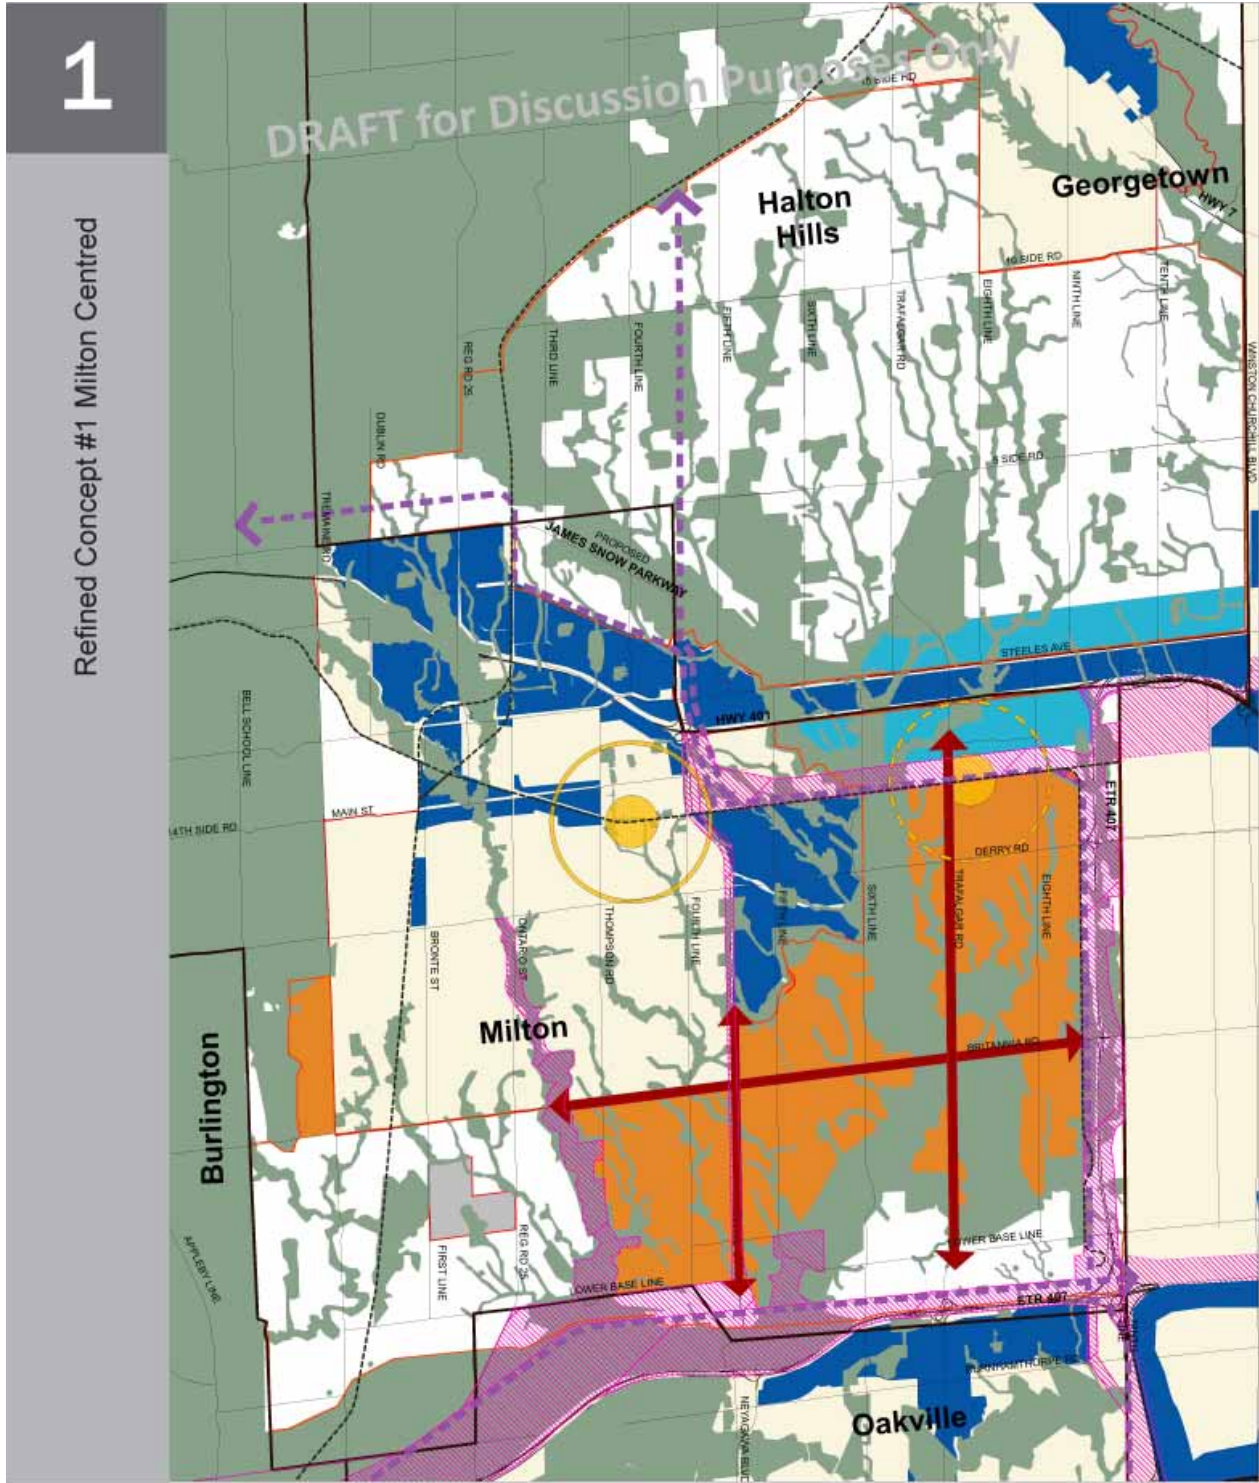 1
Refined Concept #1 Milton Centred
DRAFT for Discussion Purposes Only
SIDE RD
Halton
Hills
Georgetown
HWY 7
10 SIDE RD
TENTH LINE
NINTH LINE
EIGHTH LINE
TRAFALGAR RD
SIXTH LINE
FIFTH LINE
FOURTH LINE
THIRD LINE
REG RD 25
WINSTON CHURCHILL BLVD
DUBLIN RD
5 SIDE RD
TREMAINE RD
PROPOSED
JAMES SNOW PARKWAY
STEELES AVE
BELL SCHOOL LINE
HWY 401
MAIN ST
14TH SIDE RD
ETR 407
DERRY RD
BRONTE ST
ONTARIO ST
THOMPSON RD
FOURTH LINE
FIFTH LINE
SIXTH LINE
TRAFALGAR RD
EIGHTH LINE
Milton
BRITANNIA RD
Burlington
APPLEBY LINE
FIRST LINE
REG RD 25
LOWER BASE LINE
LOWER BASE LINE
ETR 407
BURNHAMTHORPE RD
NEYAGAWA BLVD
Oakville